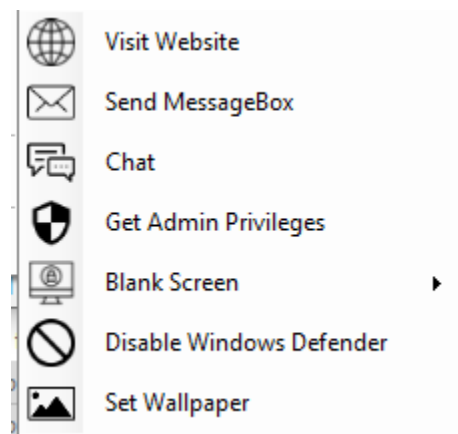 Visit Website
Send MessageBox
Chat
Get Admin Privileges
Blank Screen
Disable Windows Defender
Set Wallpaper